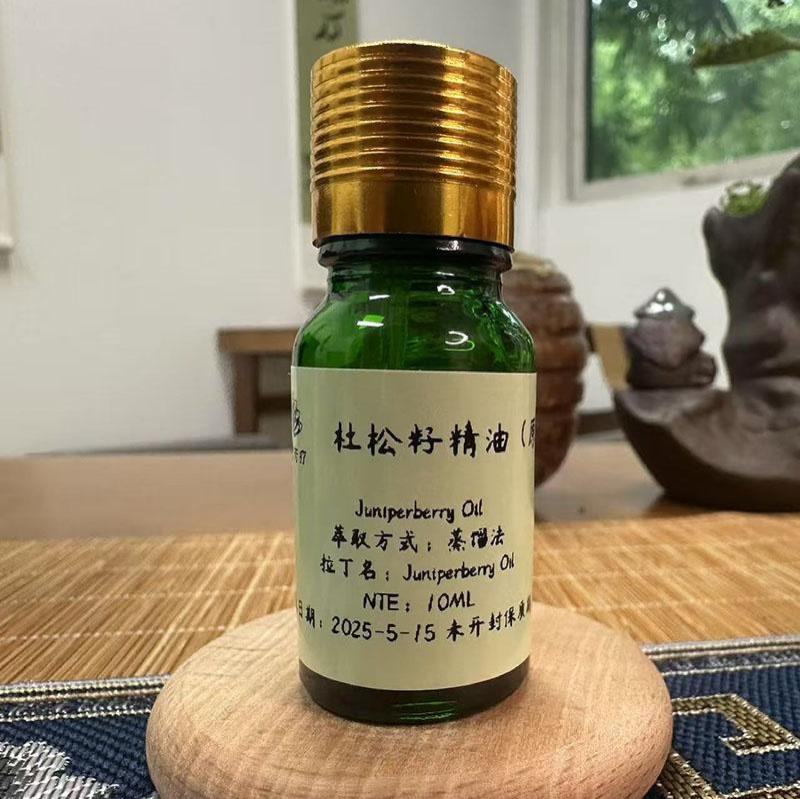 杜松籽精油（
Juniperberry Oil
萃取方式：蒸馏法
拉丁名：Juniperberry Oil
NTE：10ML
日期：2025-5-15 未开封保质